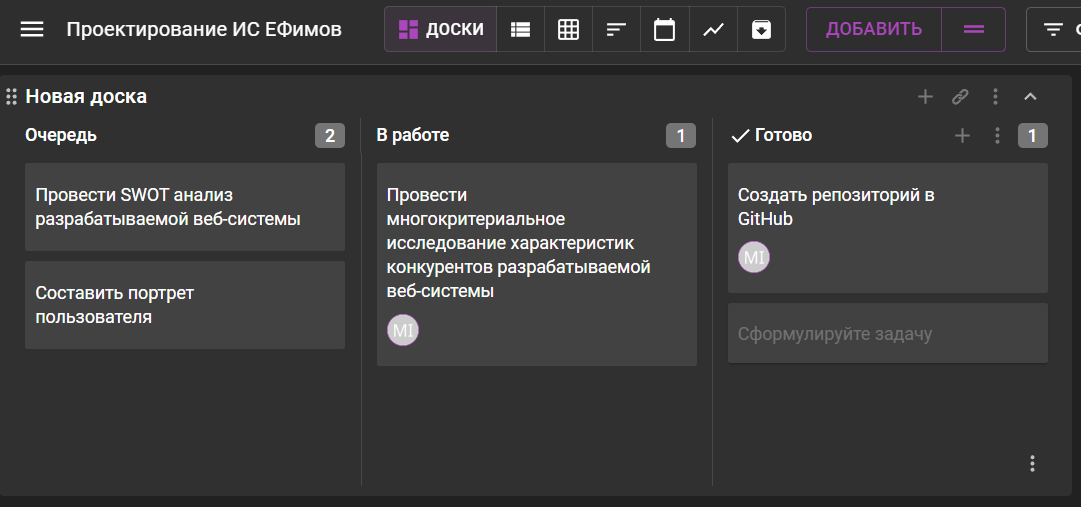 Проектирование ИС ЕФимов
ДОСКИ
ДОБАВИТЬ
Новая доска
Очередь
2
Провести SWOT анализ
разрабатываемой веб-системы
Составить портрет
пользователя
В работе
1
Провести
многокритериальное
исследование характеристик
конкурентов разрабатываемой
веб-системы
MI
Готово
1
Создать репозиторий в
GitHub
MI
Сформулируйте задачу